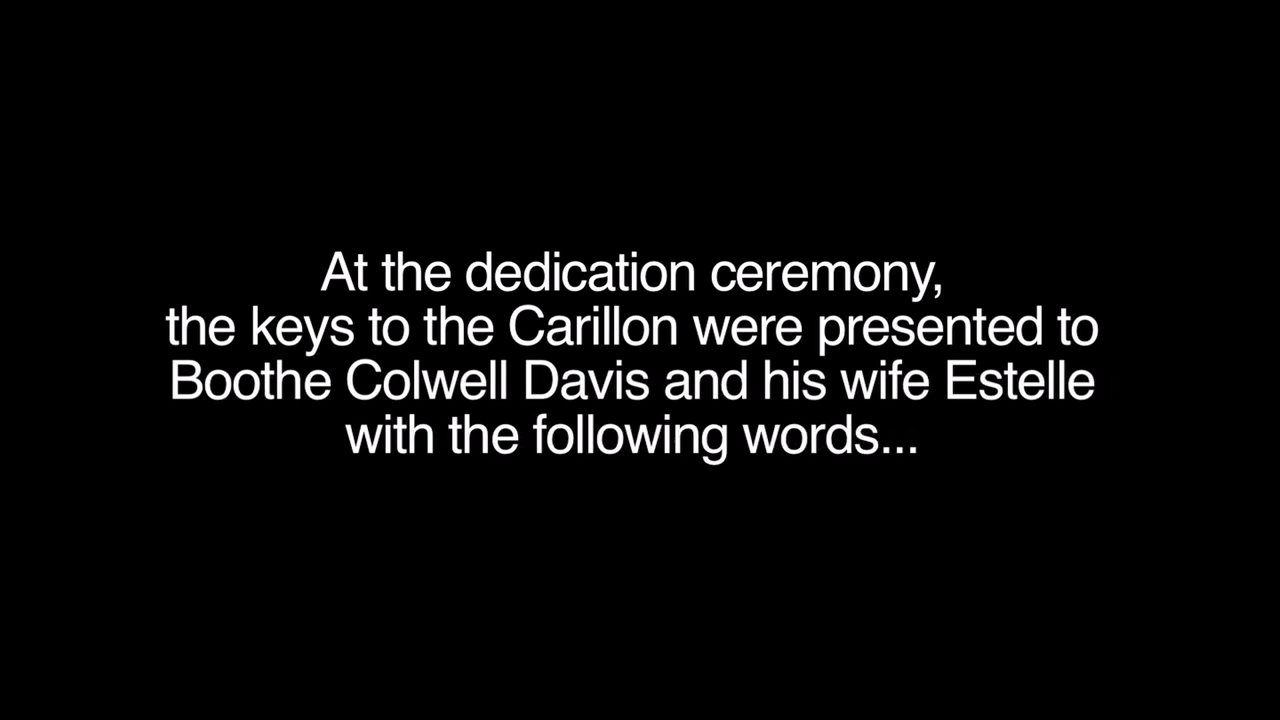 At the dedication ceremony,
the keys to the Carillon were presented to
Boothe Colwell Davis and his wife Estelle
with the following words...